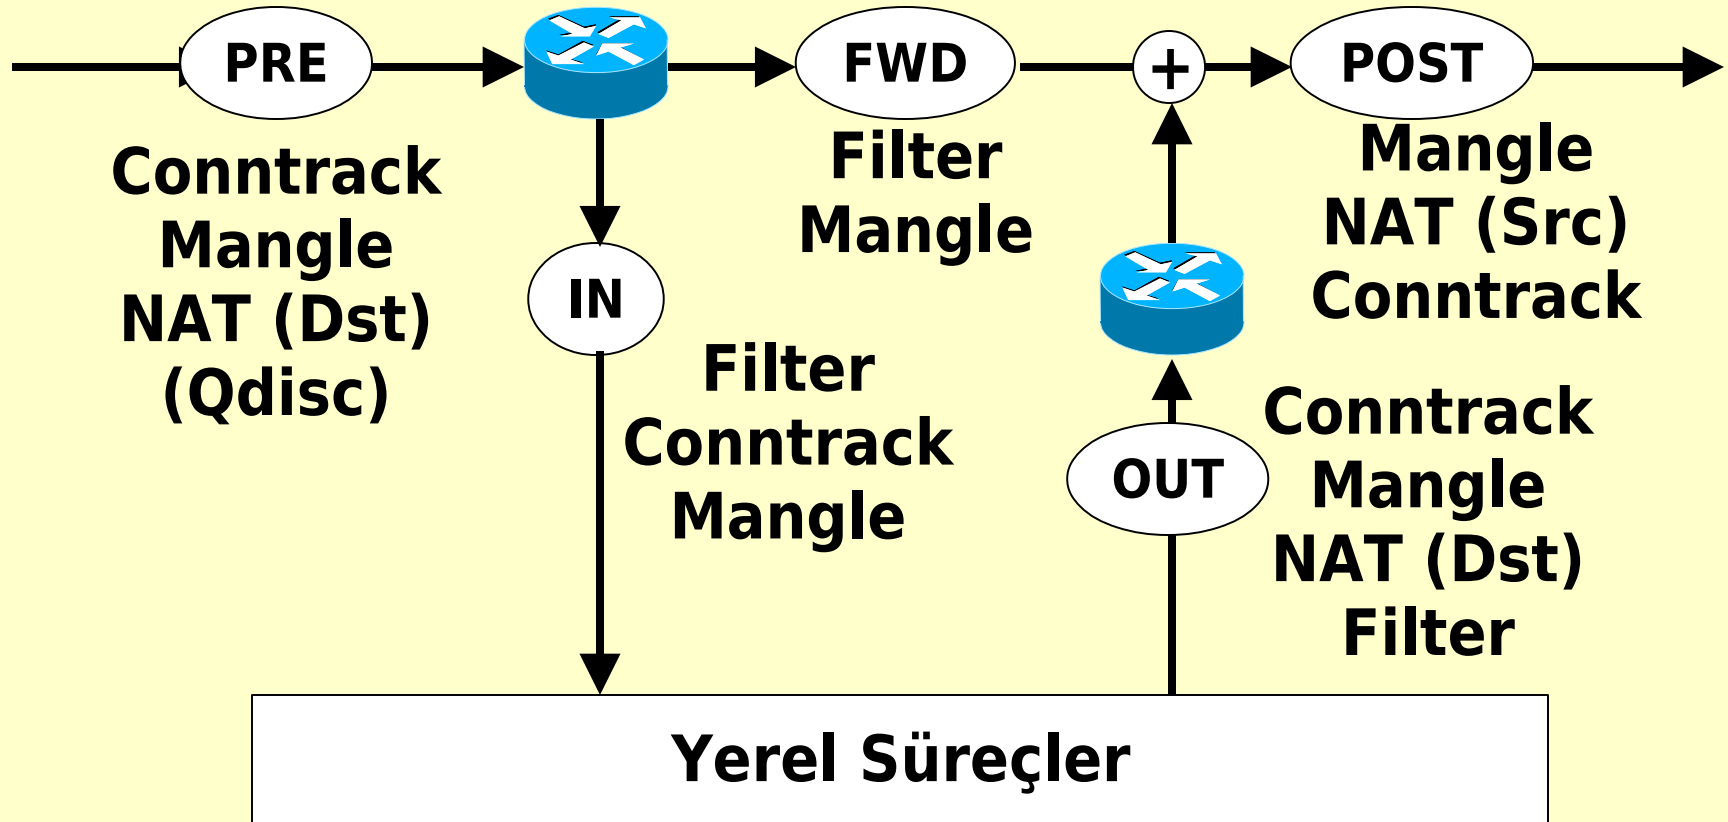 PRE
FWD
+
POST
Conntrack
Mangle
NAT (Dst)
(Qdisc)
Filter
Mangle
Mangle
NAT (Src)
Conntrack
IN
Filter
Conntrack
Mangle
OUT
Conntrack
Mangle
NAT (Dst)
Filter
Yerel Süreçler